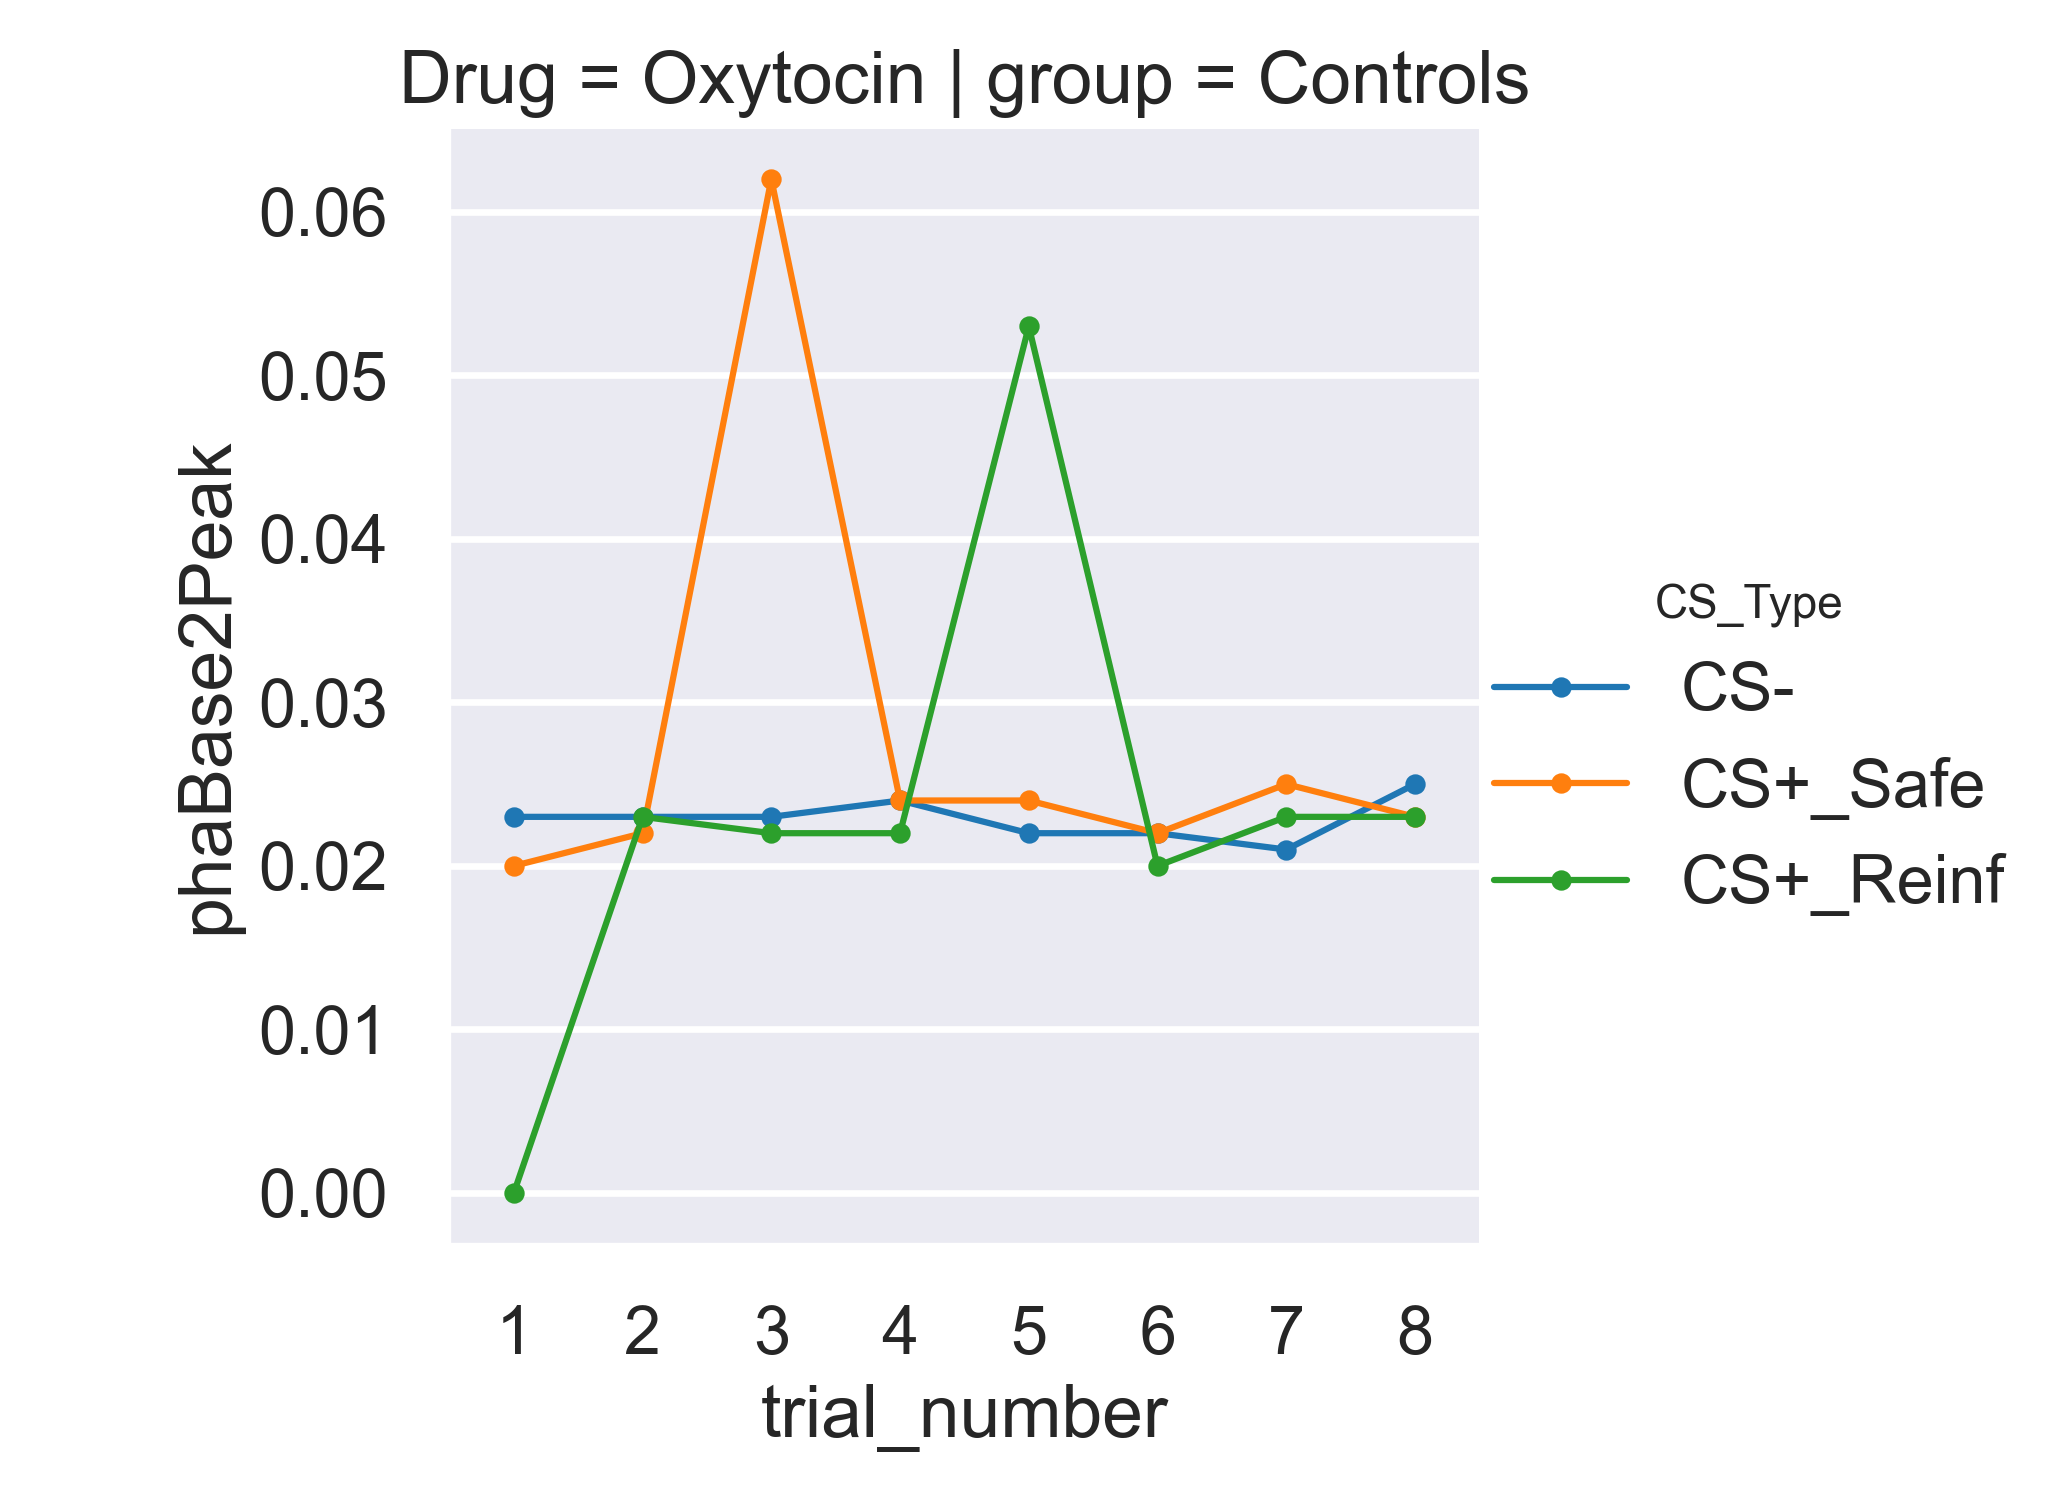 Drug = Oxytocin | group = Controls
phaBase2Peak
0.06
0.05
0.04
0.03
0.02
0.01
0.00
1 2 3 4 5 6 7 8
trial_number
CS_Type
CS-
CS+_Safe
CS+_Reinf